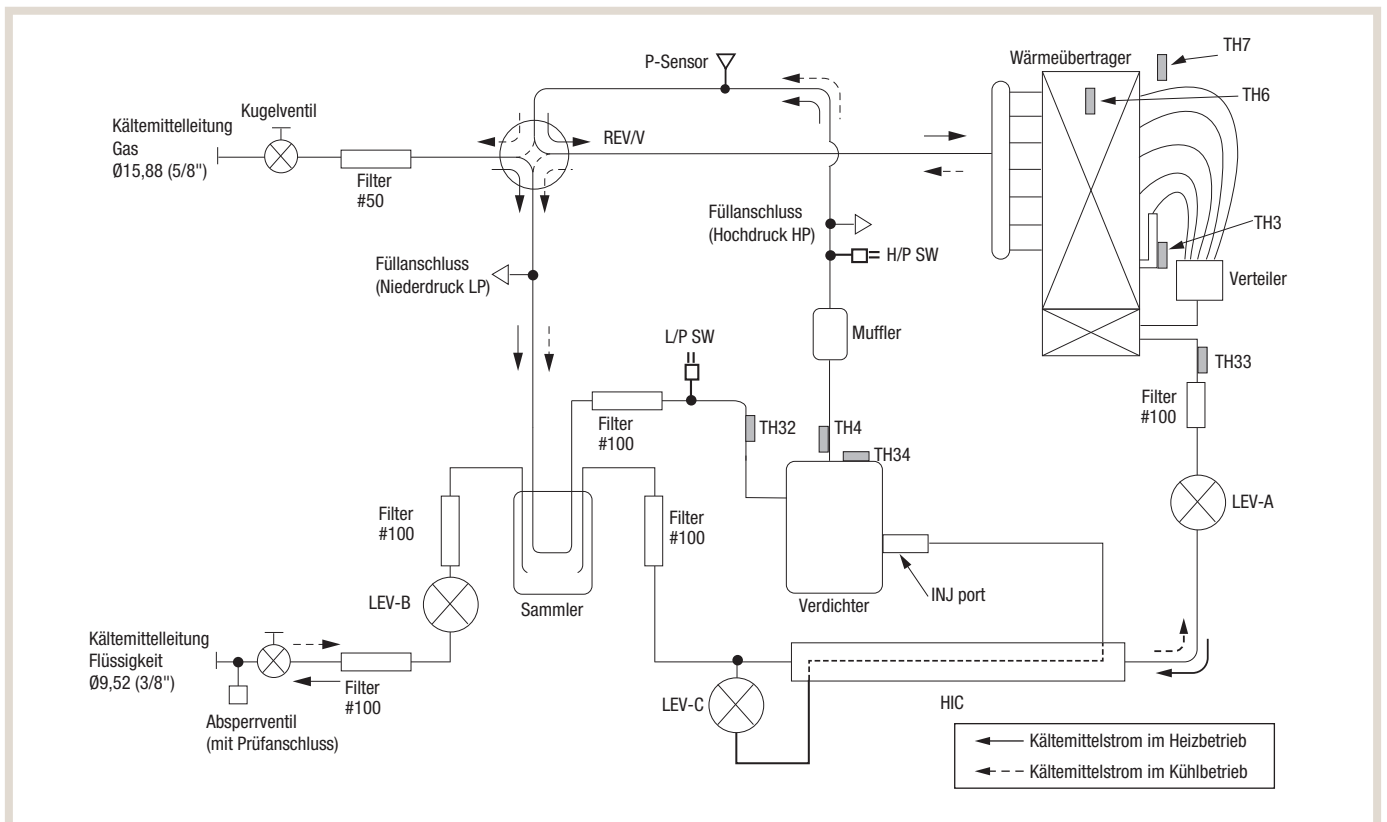 P-Sensor
Wärmeübertrager
TH7
TH6
Kugelventil
Kältemittelleitung
Gas
Ø15,88 (5/8")
REV/V
Filter
#50
Füllanschluss
(Hochdruck HP)
H/P SW
TH3
Füllanschluss
(Niederdruck LP)
Verteiler
L/P SW
Muffler
TH33
Filter
#100
Filter
#100
TH32
TH4
TH34
Filter
#100
Filter
#100
LEV-A
LEV-B
Sammler
Verdichter
INJ port
Kältemittelleitung
Flüssigkeit
Ø9,52 (3/8")
Filter
#100
Absperrventil
(mit Prüfanschluss)
LEV-C
HIC
Kältemittelstrom im Heizbetrieb
Kältemittelstrom im Kühlbetrieb